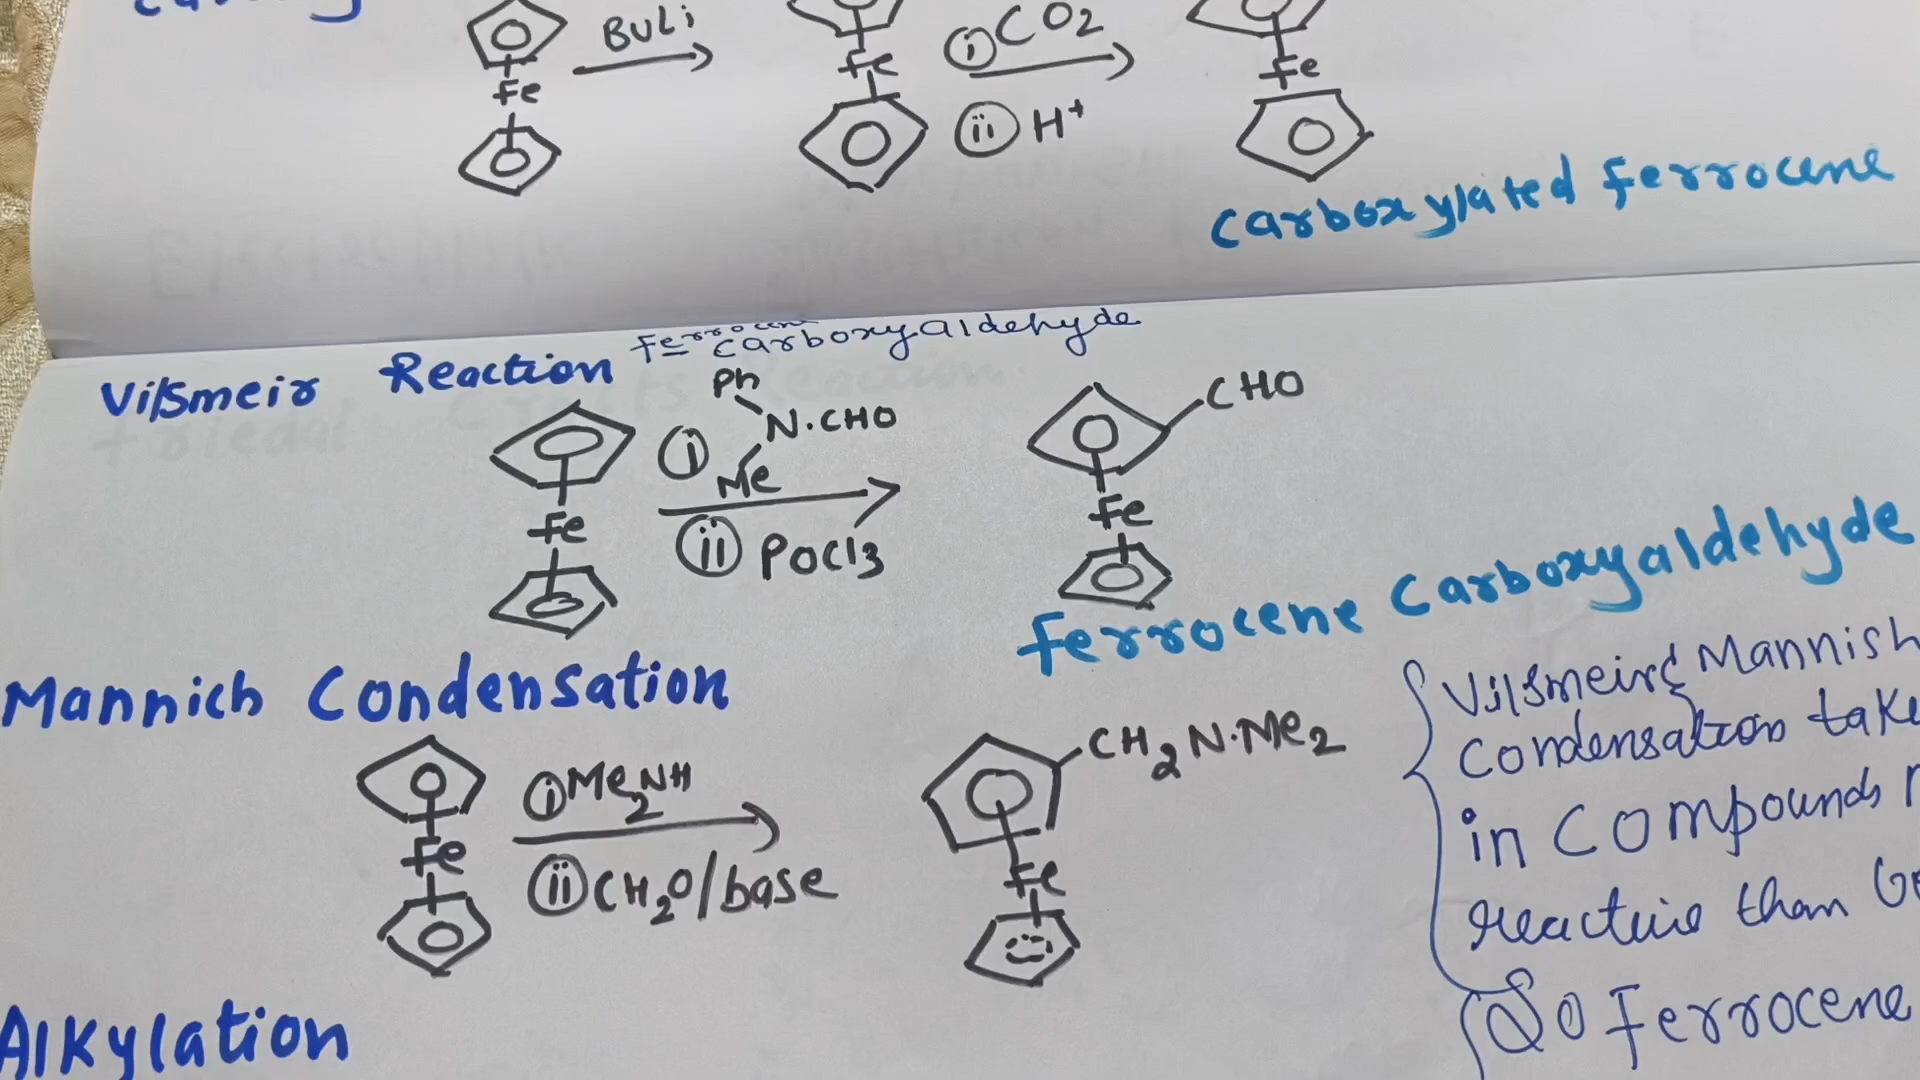 BuLi
Fe
Fe
i CO2
ii H+
Fe
Carboxylated ferrocene
Vilsmeir Reaction
Ferrocene
carboxyaldehyde
Ph
N.CHO
i
Me
ii POCl3
Fe
CHO
Fe
Ferrocene Carboxyaldehyde
Mannich Condensation
i Me2NH
ii CH2O/base
Fe
CH2N.Me2
Fe
Vilsmeir & Mannish
Condensation take
in Compounds
reactive than
So Ferrocene
Alkylation